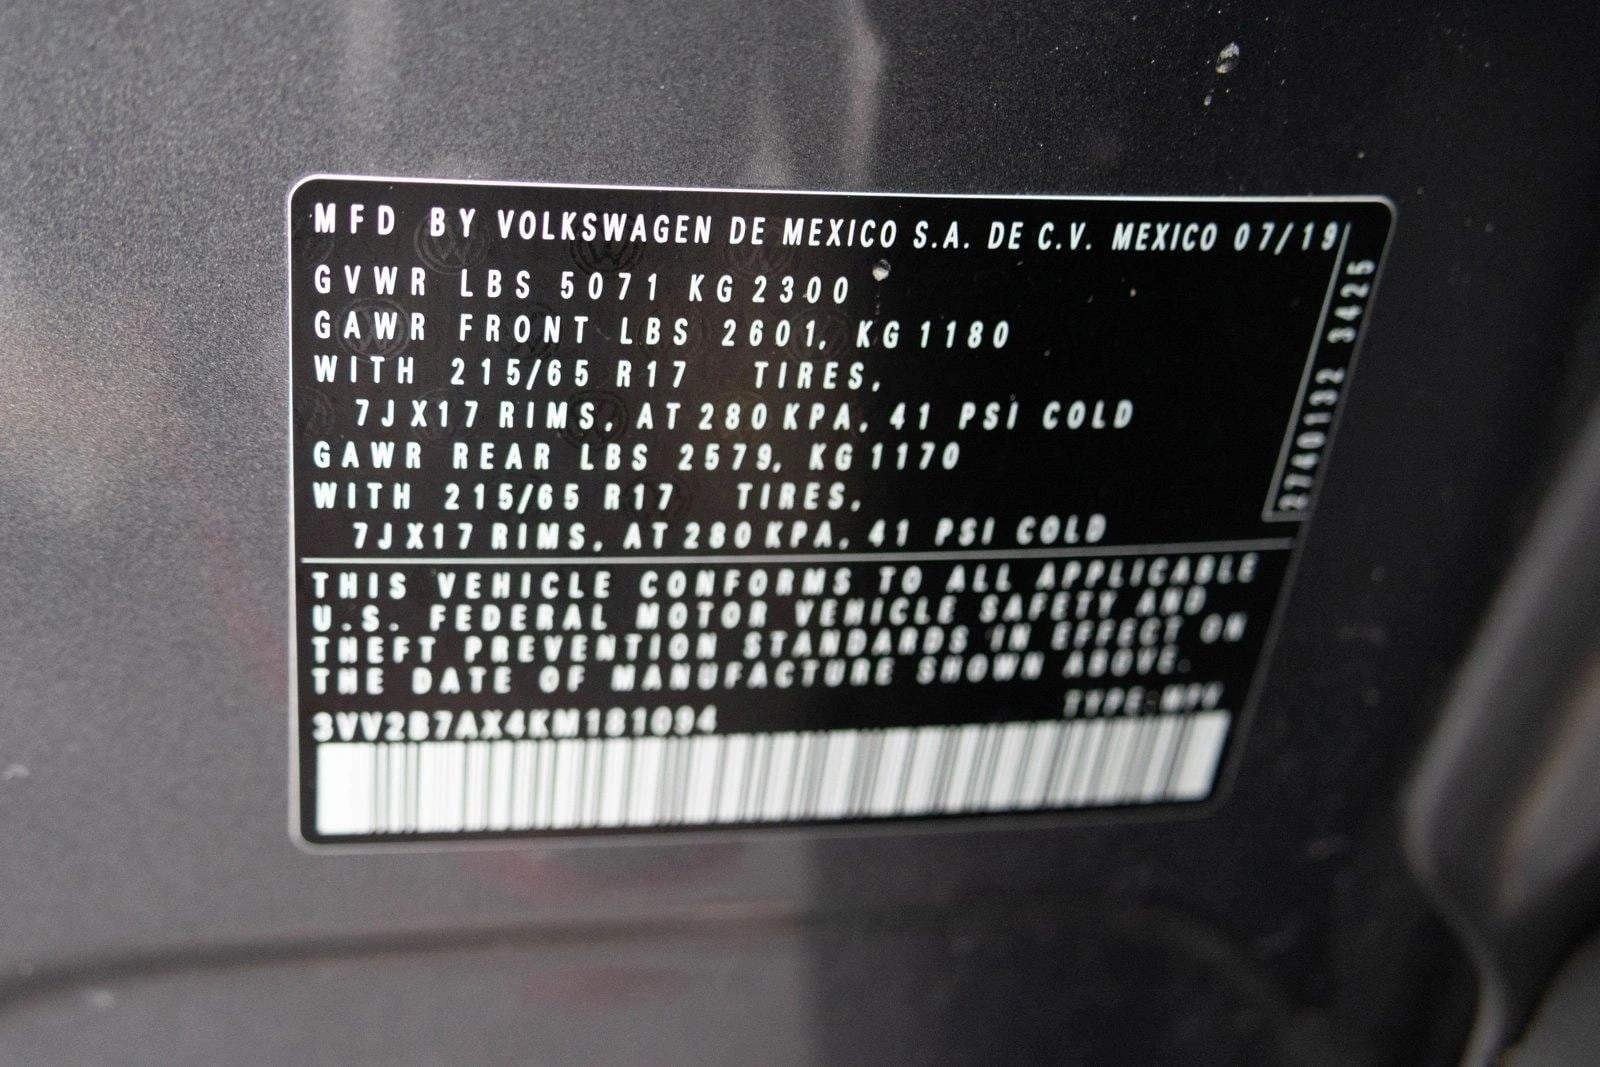 MFD BY VOLKSWAGEN DE MEXICO S.A. DE C.V. MEXICO 07/19
GVWR LBS 5071 KG 2300
GAWR FRONT LBS 2601, KG 1180
WITH 215/65 R17 TIRES,
7JX17 RIMS, AT 280 KPA, 41 PSI COLD
GAWR REAR LBS 2579, KG 1170
WITH 215/65 R17 TIRES,
7JX17 RIMS, AT 280 KPA, 41 PSI COLD
THIS VEHICLE CONFORMS TO ALL APPLICABLE
U.S. FEDERAL MOTOR VEHICLE SAFETY AND
THEFT PREVENTION STANDARDS IN EFFECT ON
THE DATE OF MANUFACTURE SHOWN ABOVE.
3VV2B7AX4KM181094 TYPE: MPV
2740132 3425